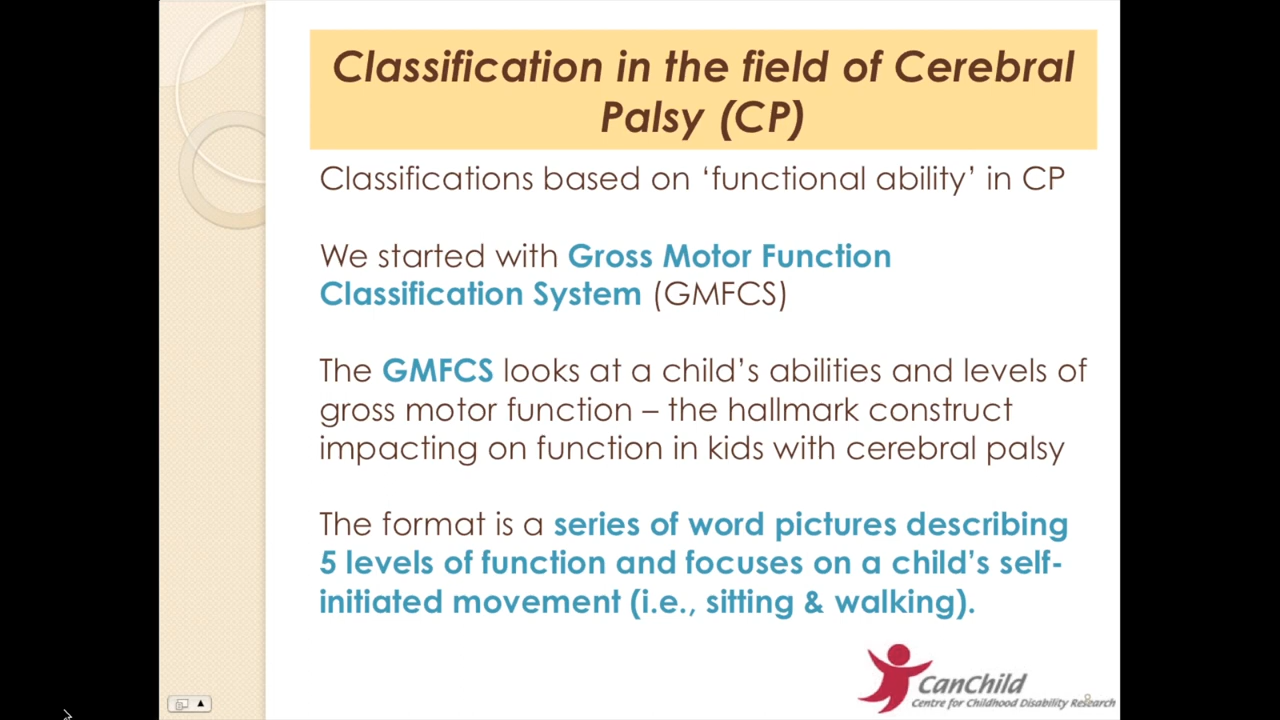 Classification in the field of Cerebral
Palsy (CP)
Classifications based on ‘functional ability’ in CP
We started with Gross Motor Function
Classification System (GMFCS)
The GMFCS looks at a child’s abilities and levels of
gross motor function – the hallmark construct
impacting on function in kids with cerebral palsy
The format is a series of word pictures describing
5 levels of function and focuses on a child’s self-
initiated movement (i.e., sitting & walking).
CanChild
Centre for Childhood Disability Research
8